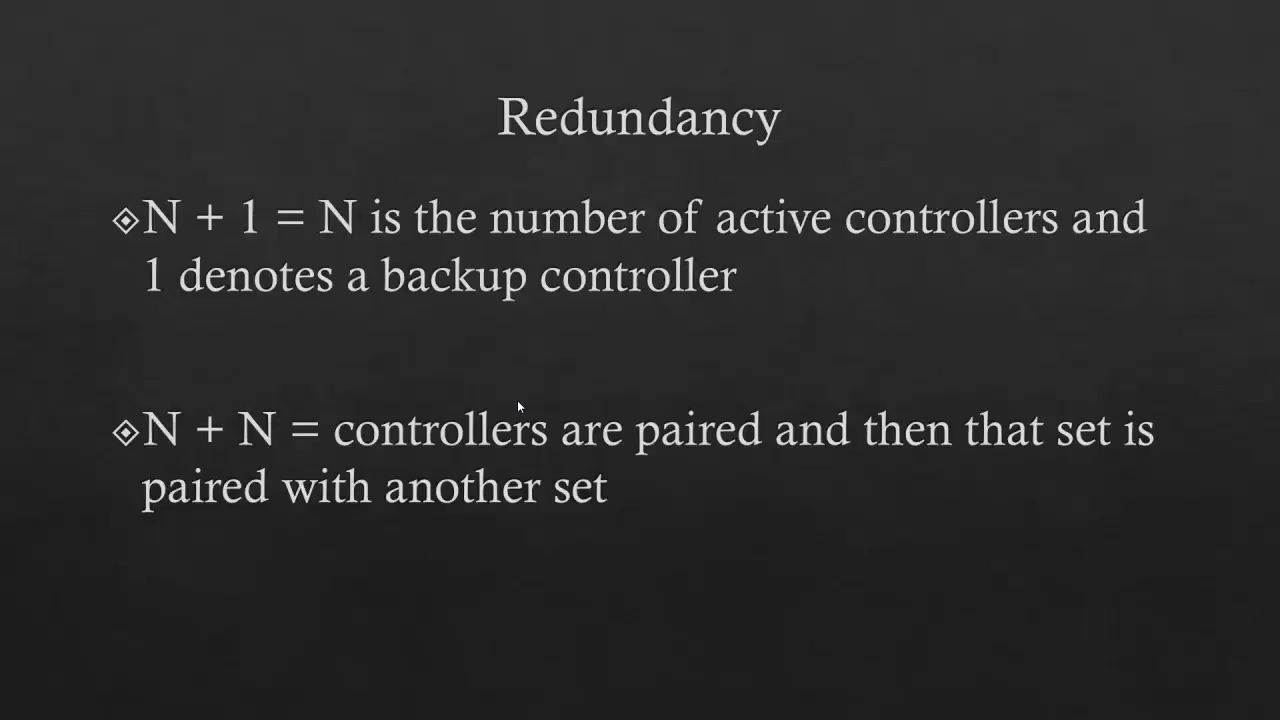 Redundancy
N + 1 = N is the number of active controllers and
1 denotes a backup controller
N + N = controllers are paired and then that set is
paired with another set